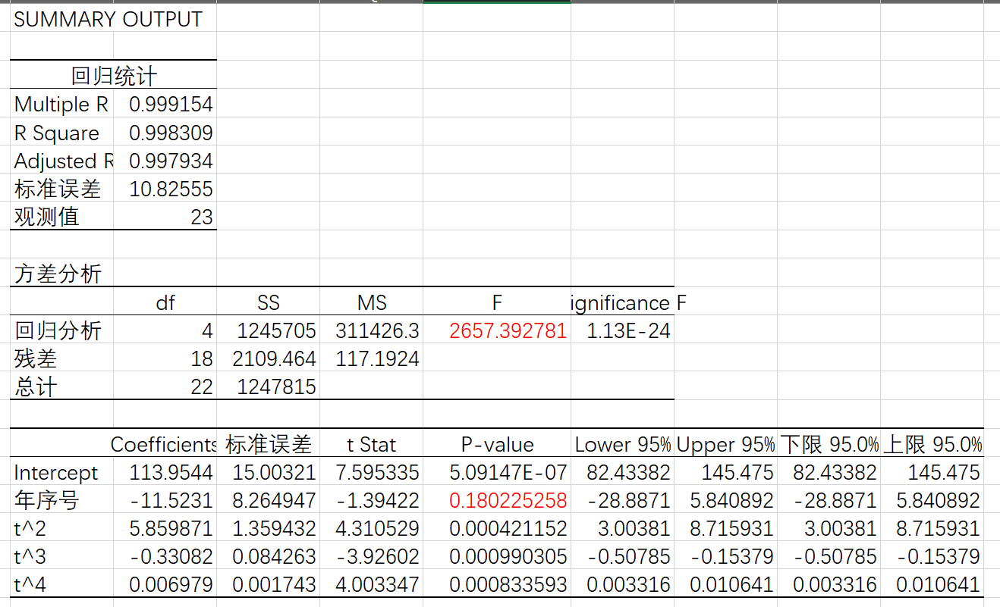 SUMMARY OUTPUT
回归统计
Multiple R 0.999154
R Square 0.998309
Adjusted R 0.997934
标准误差 10.82555
观测值 23
方差分析
df SS MS F ignificance F
回归分析 4 1245705 311426.3 2657.392781 1.13E-24
残差 18 2109.464 117.1924
总计 22 1247815
Coefficients 标准误差 t Stat P-value Lower 95% Upper 95% 下限 95.0% 上限 95.0%
Intercept 113.9544 15.00321 7.595335 5.09147E-07 82.43382 145.475 82.43382 145.475
年序号 -11.5231 8.264947 -1.39422 0.180225258 -28.8871 5.840892 -28.8871 5.840892
t^2 5.859871 1.359432 4.310529 0.000421152 3.00381 8.715931 3.00381 8.715931
t^3 -0.33082 0.084263 -3.92602 0.000990305 -0.50785 -0.15379 -0.50785 -0.15379
t^4 0.006979 0.001743 4.003347 0.000833593 0.003316 0.010641 0.003316 0.010641